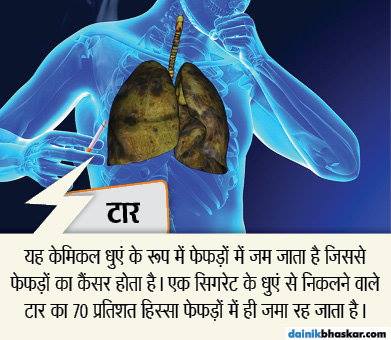 टार
यह केमिकल धुएं के रूप में फेफड़ों में जम जाता है जिससे
फेफड़ों का कैंसर होता है। एक सिगरेट के धुएं से निकलने वाले
टार का 70 प्रतिशत हिस्सा फेफड़ों में ही जमा रह जाता है।
dainikbhaskar.com